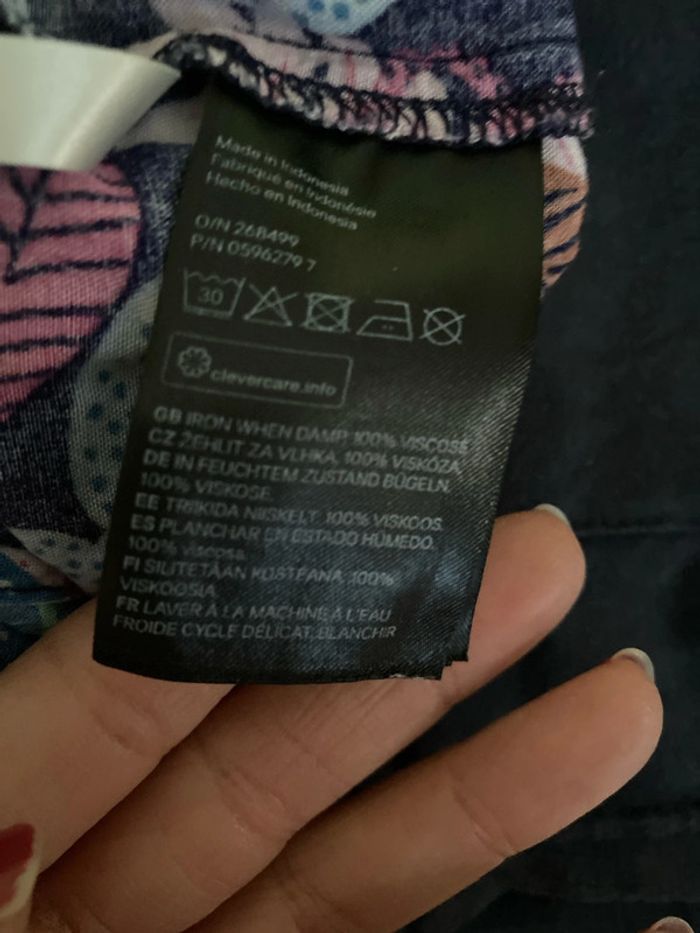 Made in Indonesia
Fabriqué en Indonésie
Hecho en Indonesia
O/N 268499
P/N 0596279 7
30
clevercare.info
GB IRON WHEN DAMP. 100% VISCOSE
CZ ŽEHLIT ZA VLHKA, 100% VISKÓZA
DE IN FEUCHTEM ZUSTAND BÜGELN.
100% VISKOSE.
EE TRIIKIDA NIISKELT. 100% VISKOOS.
ES PLANCHAR EN ESTADO HÚMEDO.
100% viscosa
FI SILITETÄÄN KOSTEANA, 100%
VISKOOSIA
FR LAVER À LA MACHINE À L'EAU
FROIDE CYCLE DÉLICAT. BLANCHIR